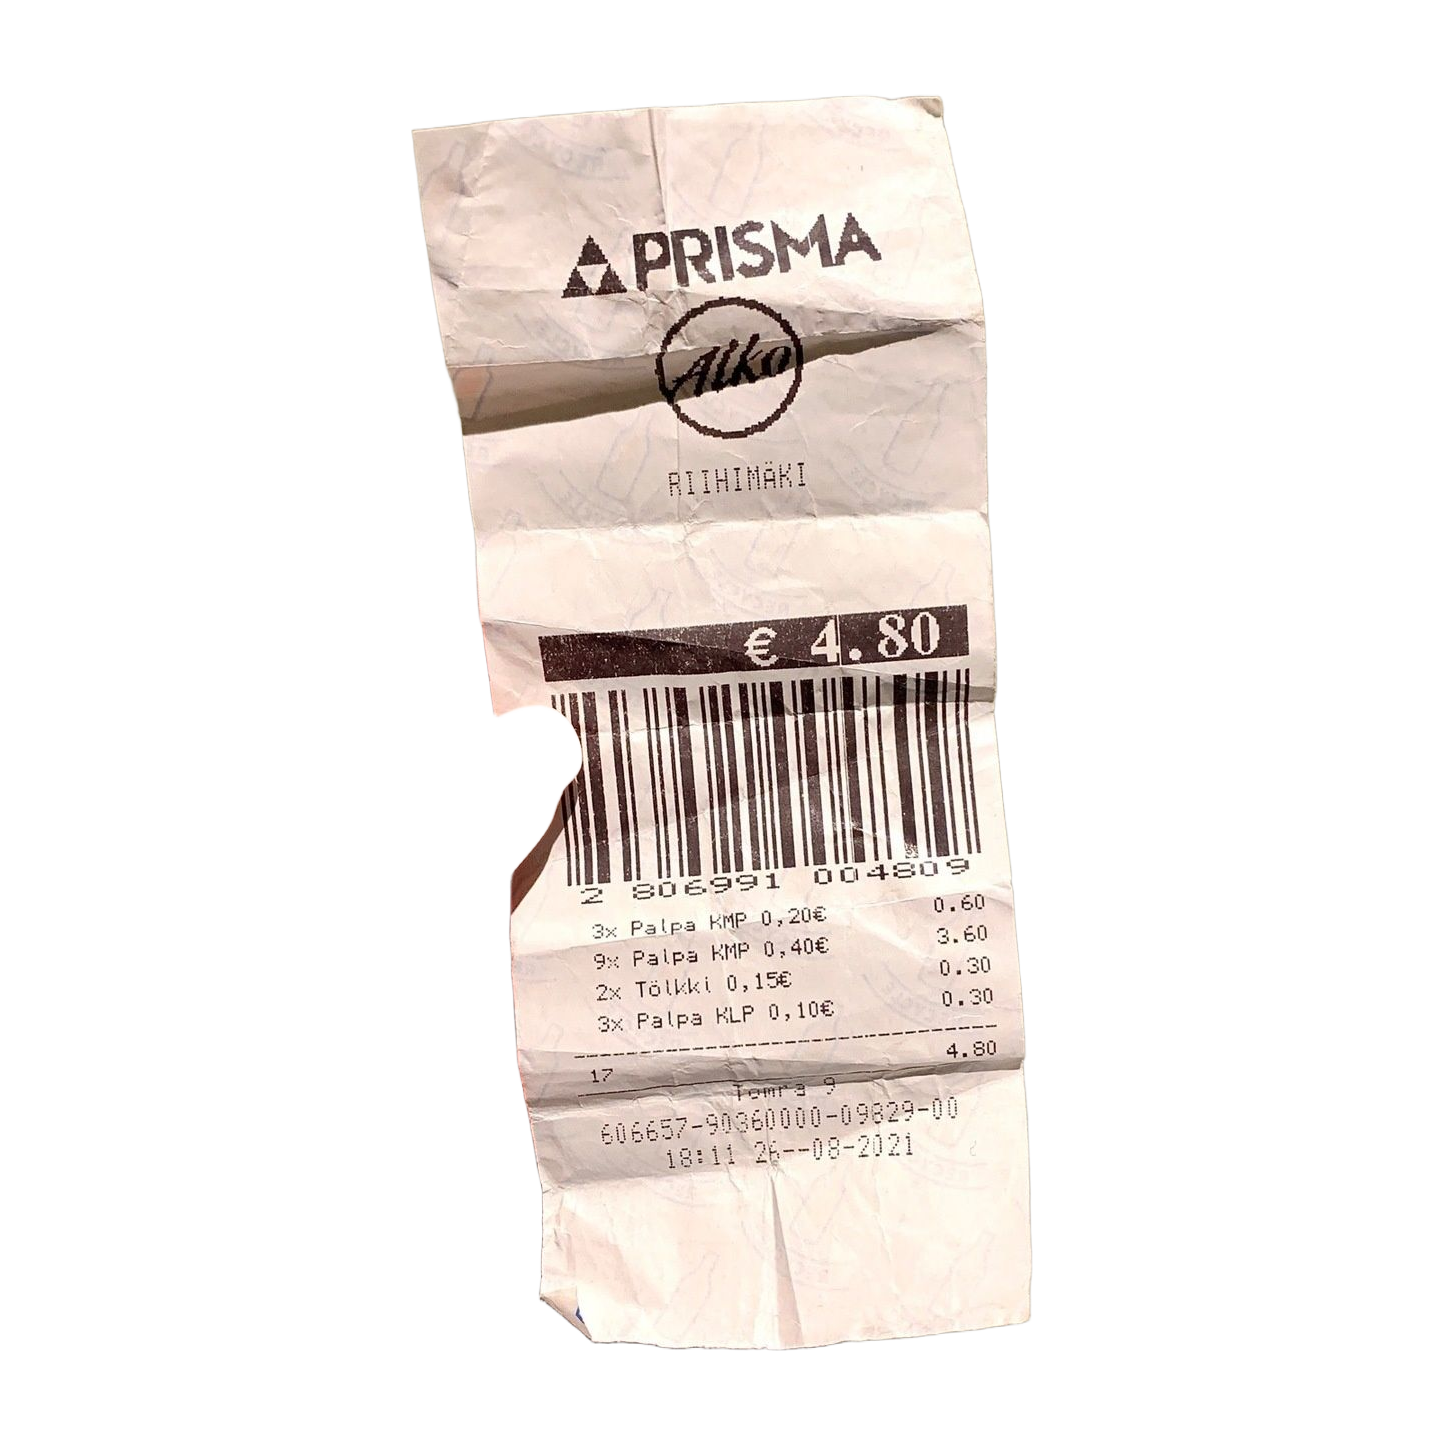 PRISMA
Alko
RIIHIMÄKI
€ 4.80
2 806991 004809
3x Palpa KMP 0,20€ 0.60
9x Palpa KMP 0,40€ 3.60
2x Tölkki 0,15€ 0.30
3x Palpa KLP 0,10€ 0.30
17 4.80
Tomra 9
606657-90360000-09829-00
18:11 26--08-2021